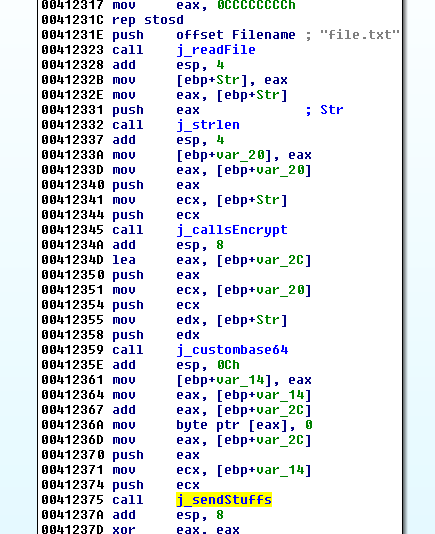 00412317 mov eax, 0CCCCCCCCh
0041231C rep stosd
0041231E push offset Filename ; "file.txt"
00412323 call j_readFile
00412328 add esp, 4
0041232B mov [ebp+Str], eax
0041232E mov eax, [ebp+Str]
00412331 push eax ; Str
00412332 call j_strlen
00412337 add esp, 4
0041233A mov [ebp+var_20], eax
0041233D mov eax, [ebp+var_20]
00412340 push eax
00412341 mov ecx, [ebp+Str]
00412344 push ecx
00412345 call j_callsEncrypt
0041234A add esp, 8
0041234D lea eax, [ebp+var_2C]
00412350 push eax
00412351 mov ecx, [ebp+var_20]
00412354 push ecx
00412355 mov edx, [ebp+Str]
00412358 push edx
00412359 call j_custombase64
0041235E add esp, 0Ch
00412361 mov [ebp+var_14], eax
00412364 mov eax, [ebp+var_14]
00412367 add eax, [ebp+var_2C]
0041236A mov byte ptr [eax], 0
0041236D mov eax, [ebp+var_2C]
00412370 push eax
00412371 mov ecx, [ebp+var_14]
00412374 push ecx
00412375 call j_sendStuffs
0041237A add esp, 8
0041237D xor eax, eax